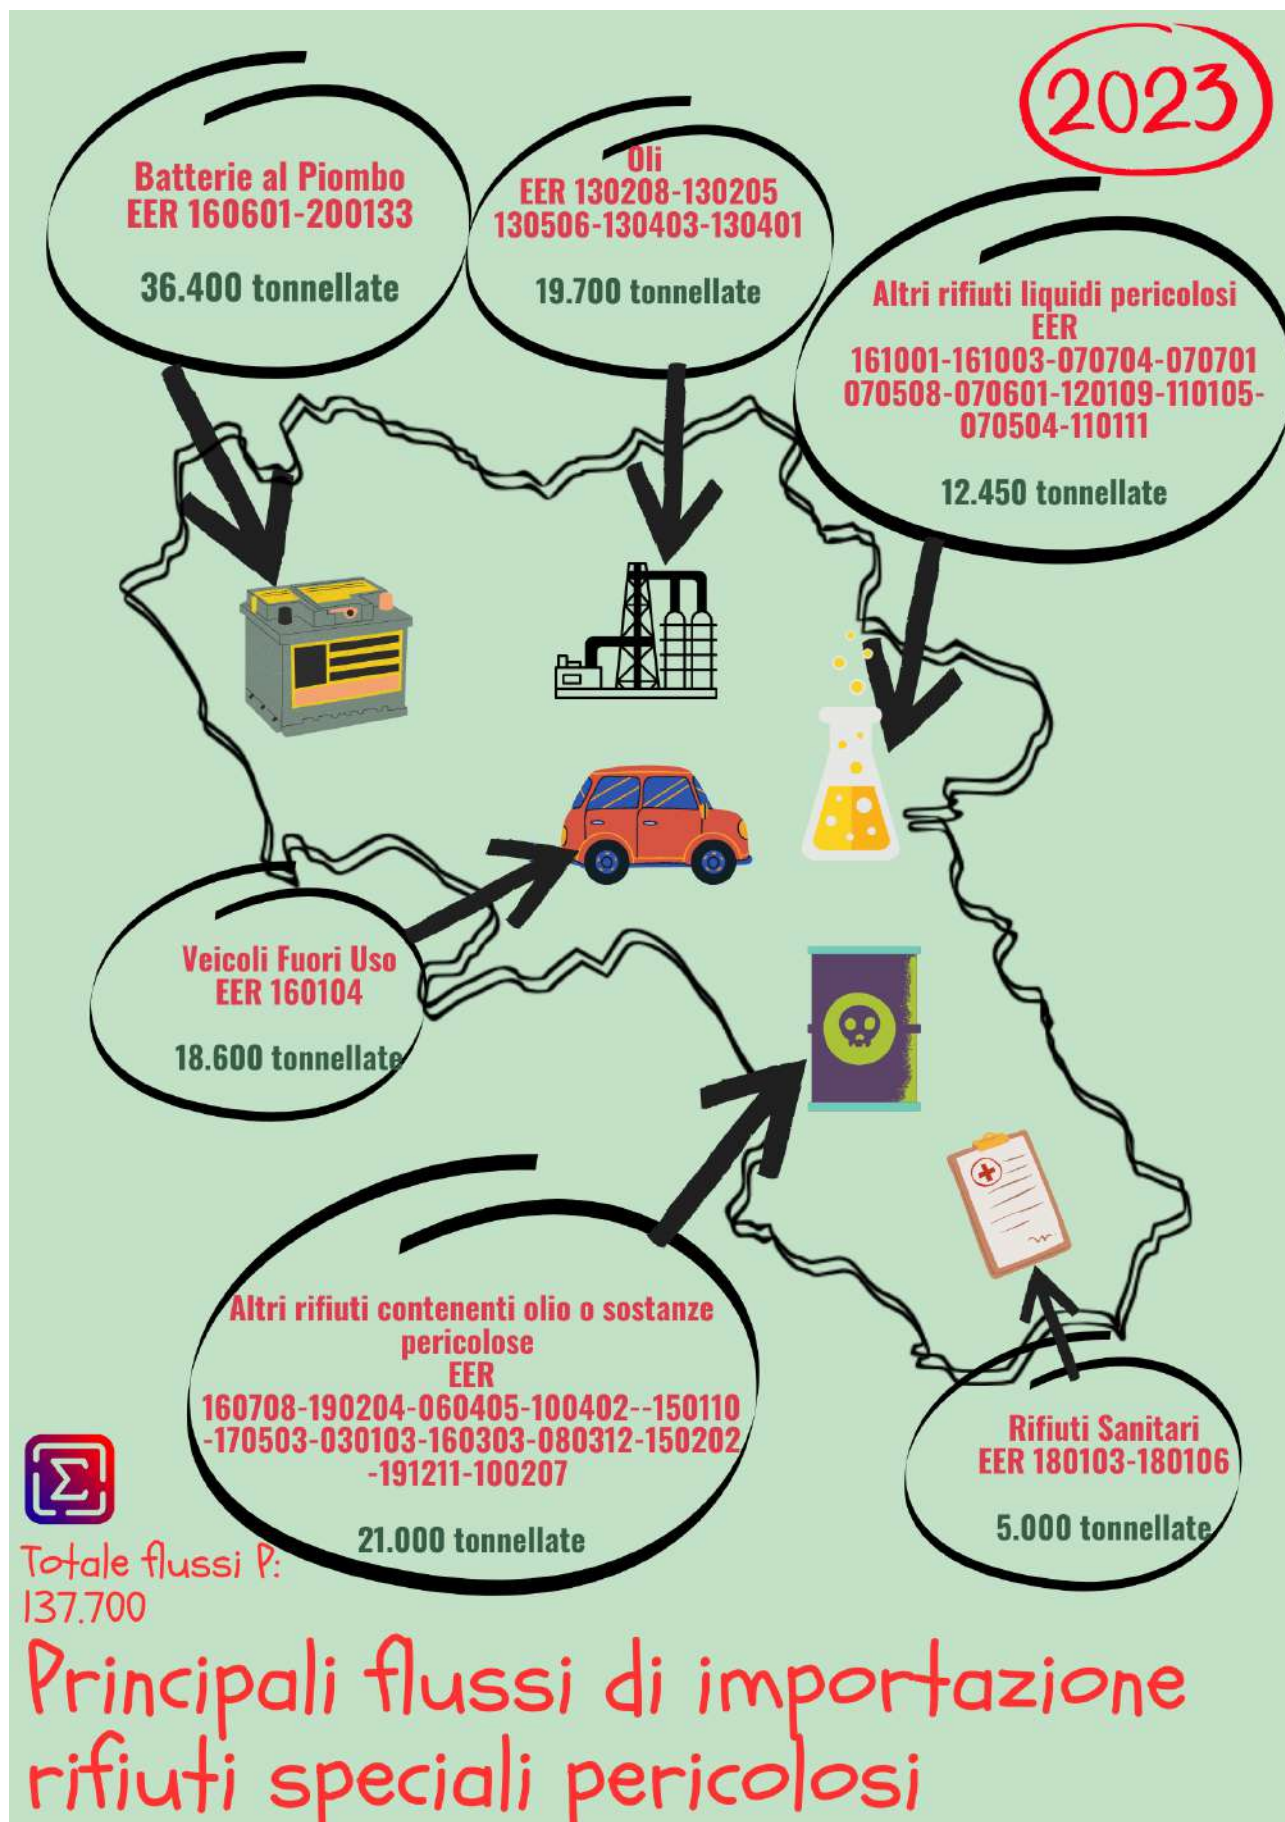 2023
Batterie al Piombo
EER 160601-200133
36.400 tonnellate
Oli
EER 130208-130205
130506-130403-130401
19.700 tonnellate
Altri rifiuti liquidi pericolosi
EER
161001-161003-070704-070701
070508-070601-120109-110105-
070504-110111
12.450 tonnellate
Veicoli Fuori Uso
EER 160104
18.600 tonnellate
Altri rifiuti contenenti olio o sostanze
pericolose
EER
160708-190204-060405-100402--150110
-170503-030103-160303-080312-150202
-191211-100207
21.000 tonnellate
Rifiuti Sanitari
EER 180103-180106
5.000 tonnellate
Σ
Totale flussi P:
137.700
Principali flussi di importazione
rifiuti speciali pericolosi